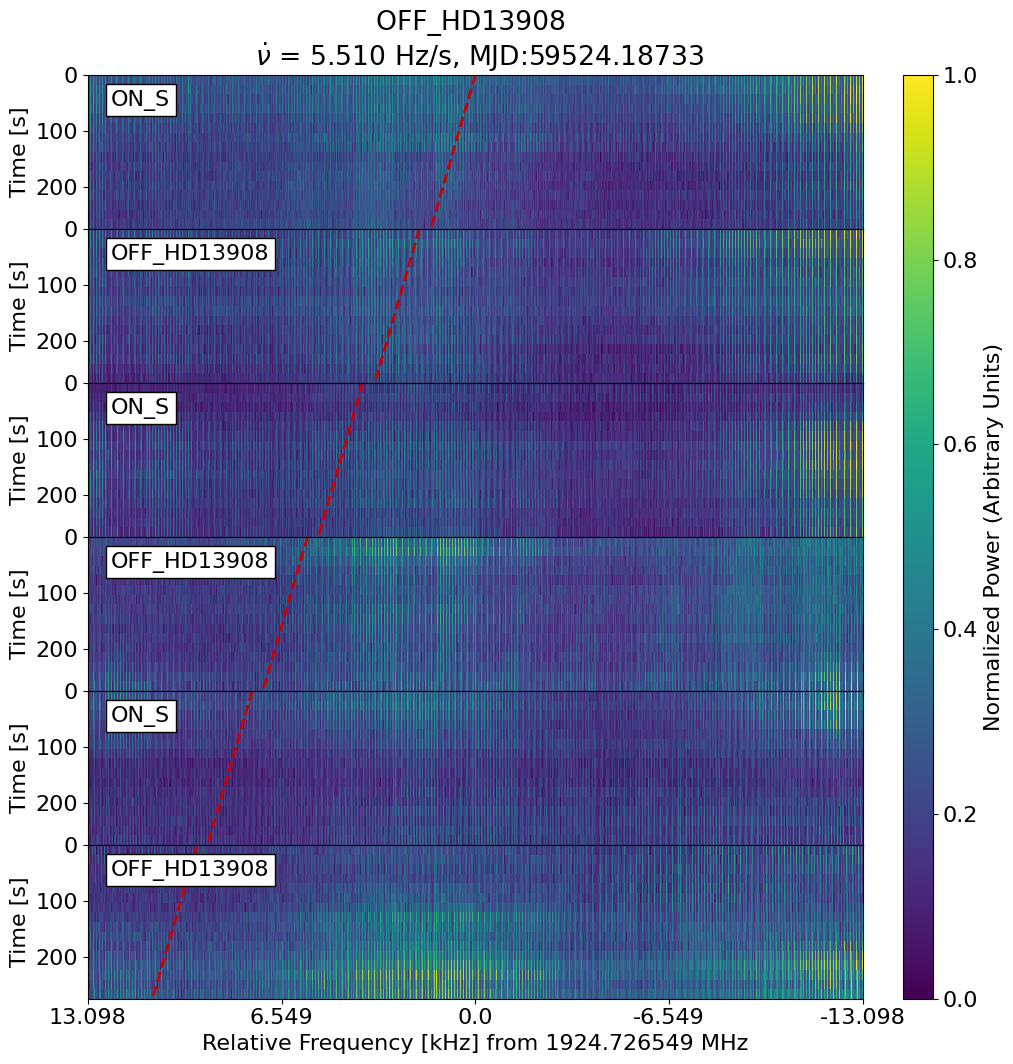 OFF_HD13908
ν̇ = 5.510 Hz/s, MJD:59524.18733
ON_S
OFF_HD13908
ON_S
OFF_HD13908
ON_S
OFF_HD13908
Time [s]
0
100
200
Time [s]
0
100
200
Time [s]
0
100
200
Time [s]
0
100
200
Time [s]
0
100
200
Time [s]
0
100
200
13.098 6.549 0.0 -6.549 -13.098
Relative Frequency [kHz] from 1924.726549 MHz
1.0
0.8
0.6
0.4
0.2
0.0
Normalized Power (Arbitrary Units)